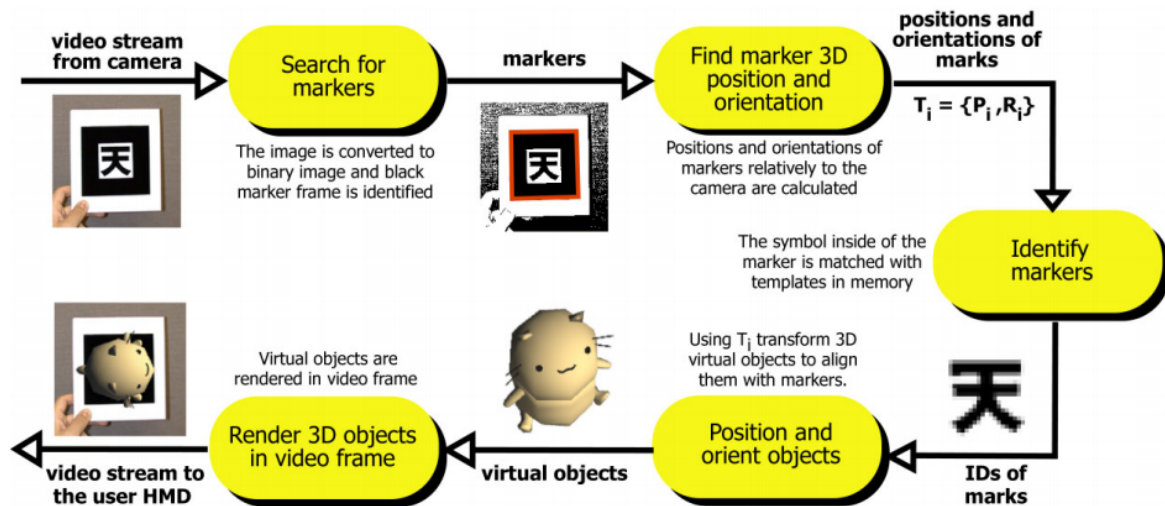 video stream
from camera
Search for
markers
The image is converted to
binary image and black
marker frame is identified
天
markers
天
Find marker 3D
position and
orientation
Positions and orientations of
markers relatively to the
camera are calculated
positions and
orientations of
marks
T_i = {P_i ,R_i}
Identify
markers
The symbol inside of the
marker is matched with
templates in memory
天
IDs of
marks
Using T_i transform 3D
virtual objects to align
them with markers.
Position and
orient objects
virtual objects
Virtual objects are
rendered in video frame
Render 3D objects
in video frame
video stream to
the user HMD